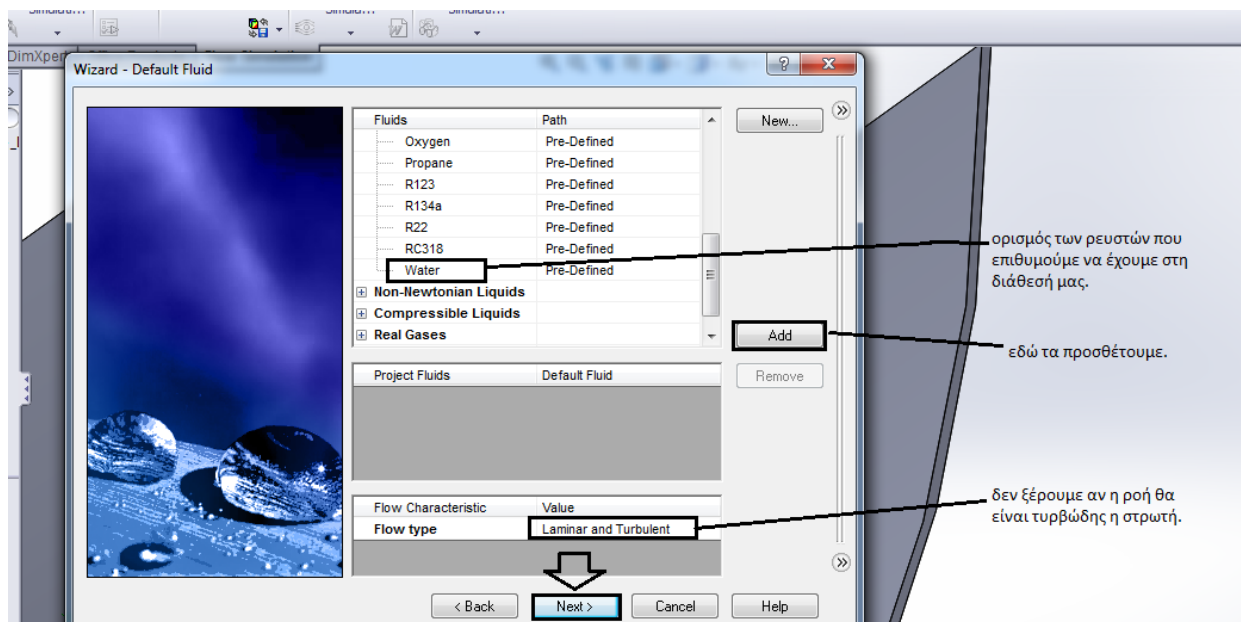 DimXpert
Wizard - Default Fluid
Fluids Path
Oxygen Pre-Defined
Propane Pre-Defined
R123 Pre-Defined
R134a Pre-Defined
R22 Pre-Defined
RC318 Pre-Defined
Water Pre-Defined
Non-Newtonian Liquids
Compressible Liquids
Real Gases
New...
Add
Project Fluids Default Fluid
Remove
Flow Characteristic Value
Flow type Laminar and Turbulent
< Back Next > Cancel Help
ορισμός των ρευστών που
επιθυμούμε να έχουμε στη
διάθεσή μας.
εδώ τα προσθέτουμε.
δεν ξέρουμε αν η ροή θα
είναι τυρβώδης η στρωτή.